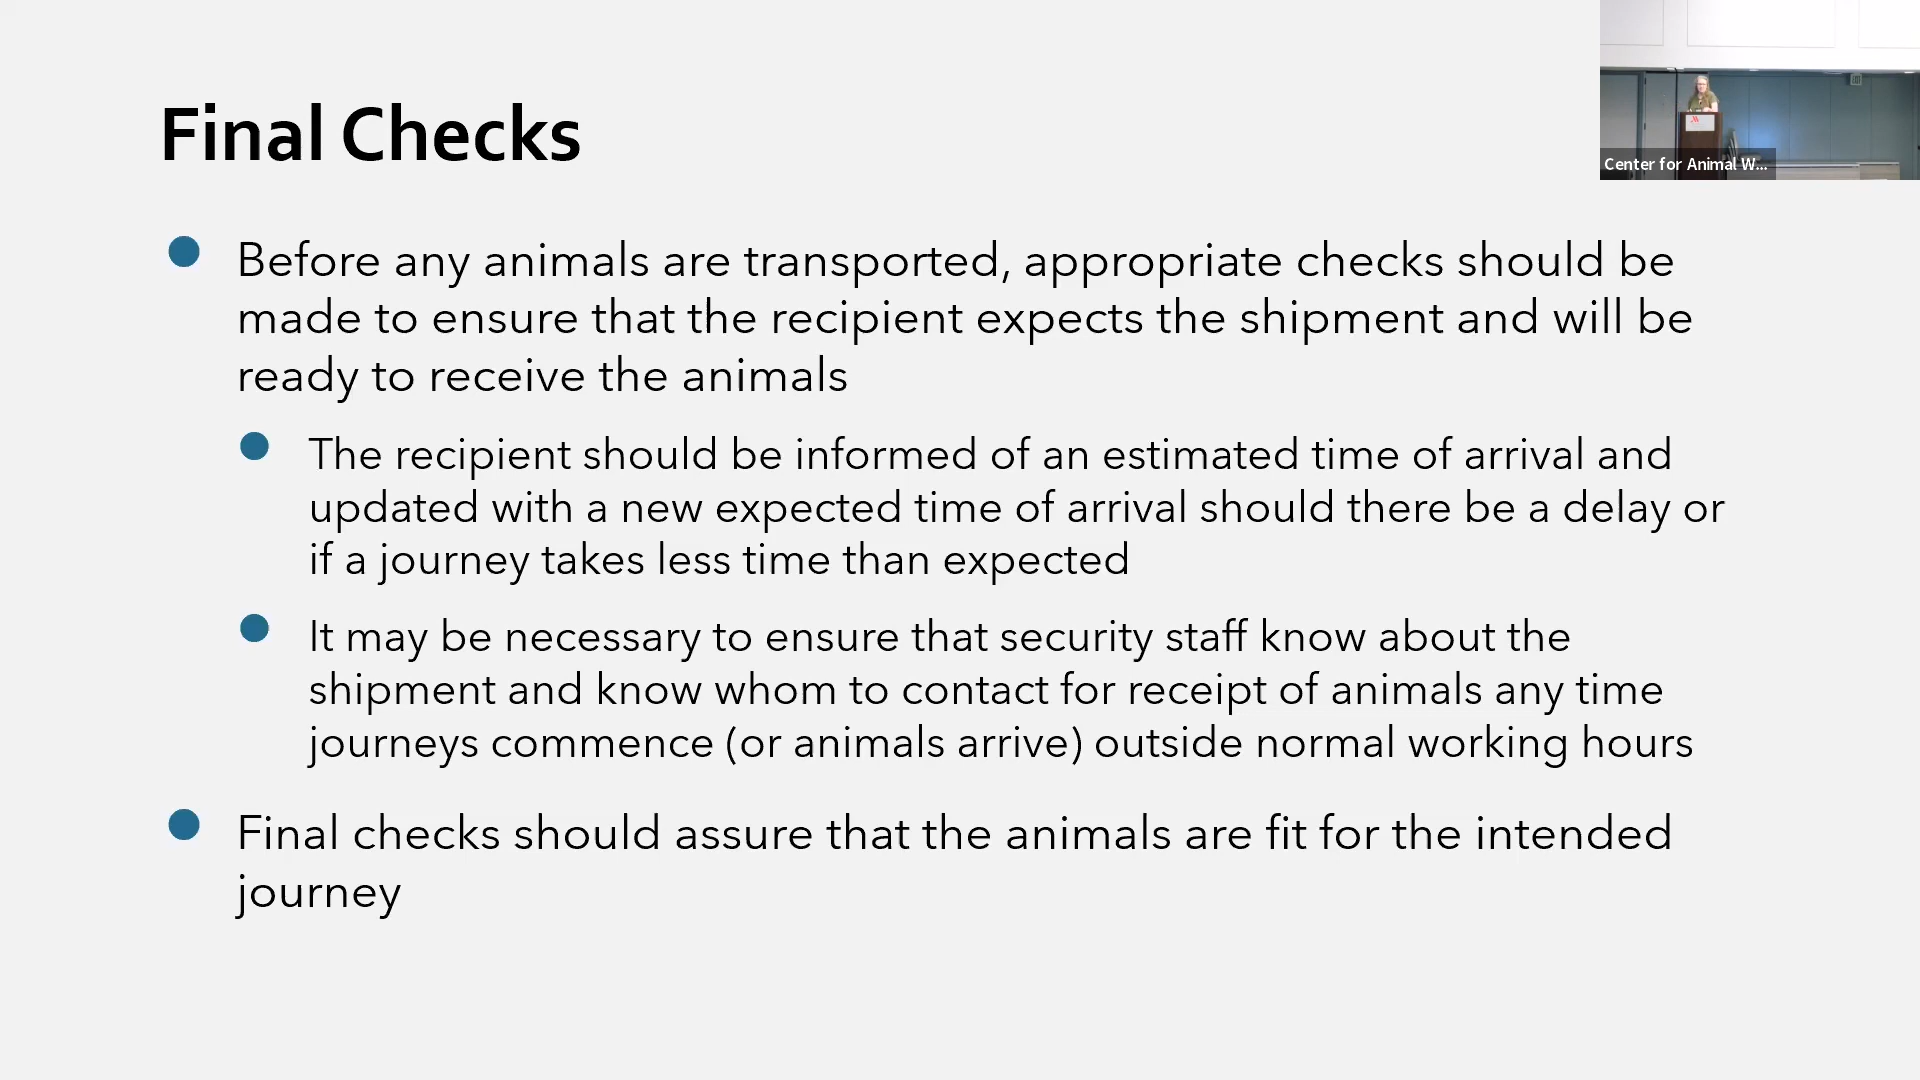 Final Checks
Center for Animal W...
Before any animals are transported, appropriate checks should be
made to ensure that the recipient expects the shipment and will be
ready to receive the animals
The recipient should be informed of an estimated time of arrival and
updated with a new expected time of arrival should there be a delay or
if a journey takes less time than expected
It may be necessary to ensure that security staff know about the
shipment and know whom to contact for receipt of animals any time
journeys commence (or animals arrive) outside normal working hours
Final checks should assure that the animals are fit for the intended
journey